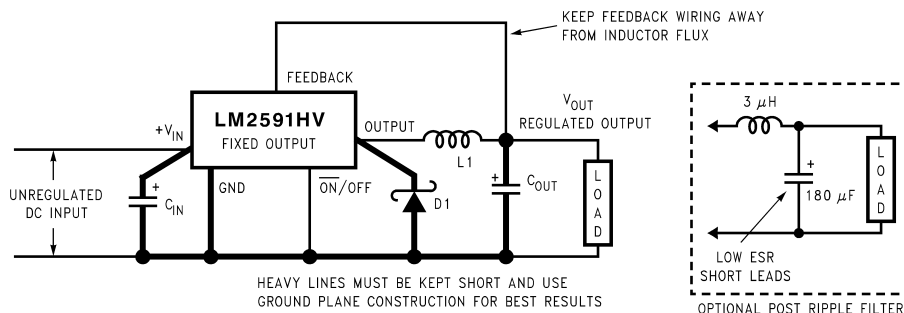 KEEP FEEDBACK WIRING AWAY
FROM INDUCTOR FLUX
FEEDBACK
LM2591HV
FIXED OUTPUT
+VIN
OUTPUT
L1
VOUT
REGULATED OUTPUT
UNREGULATED
DC INPUT
+
CIN
GND
ON/OFF
D1
+
COUT
LOAD
HEAVY LINES MUST BE KEPT SHORT AND USE
GROUND PLANE CONSTRUCTION FOR BEST RESULTS
3 μH
+
180 μF
LOAD
LOW ESR
SHORT LEADS
OPTIONAL POST RIPPLE FILTER